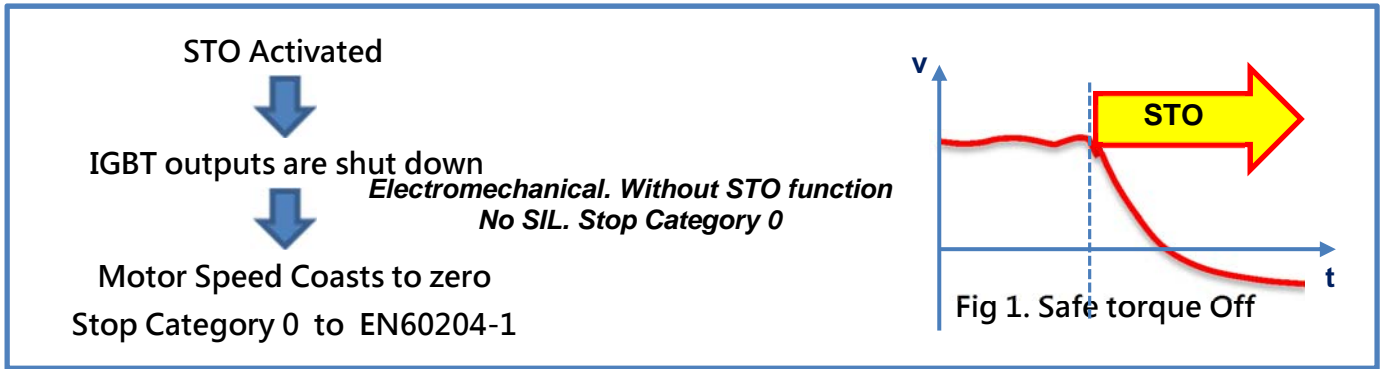 STO Activated
IGBT outputs are shut down
Electromechanical. Without STO function
No SIL. Stop Category 0
Motor Speed Coasts to zero
Stop Category 0 to EN60204-1
v
STO
t
Fig 1. Safe torque Off